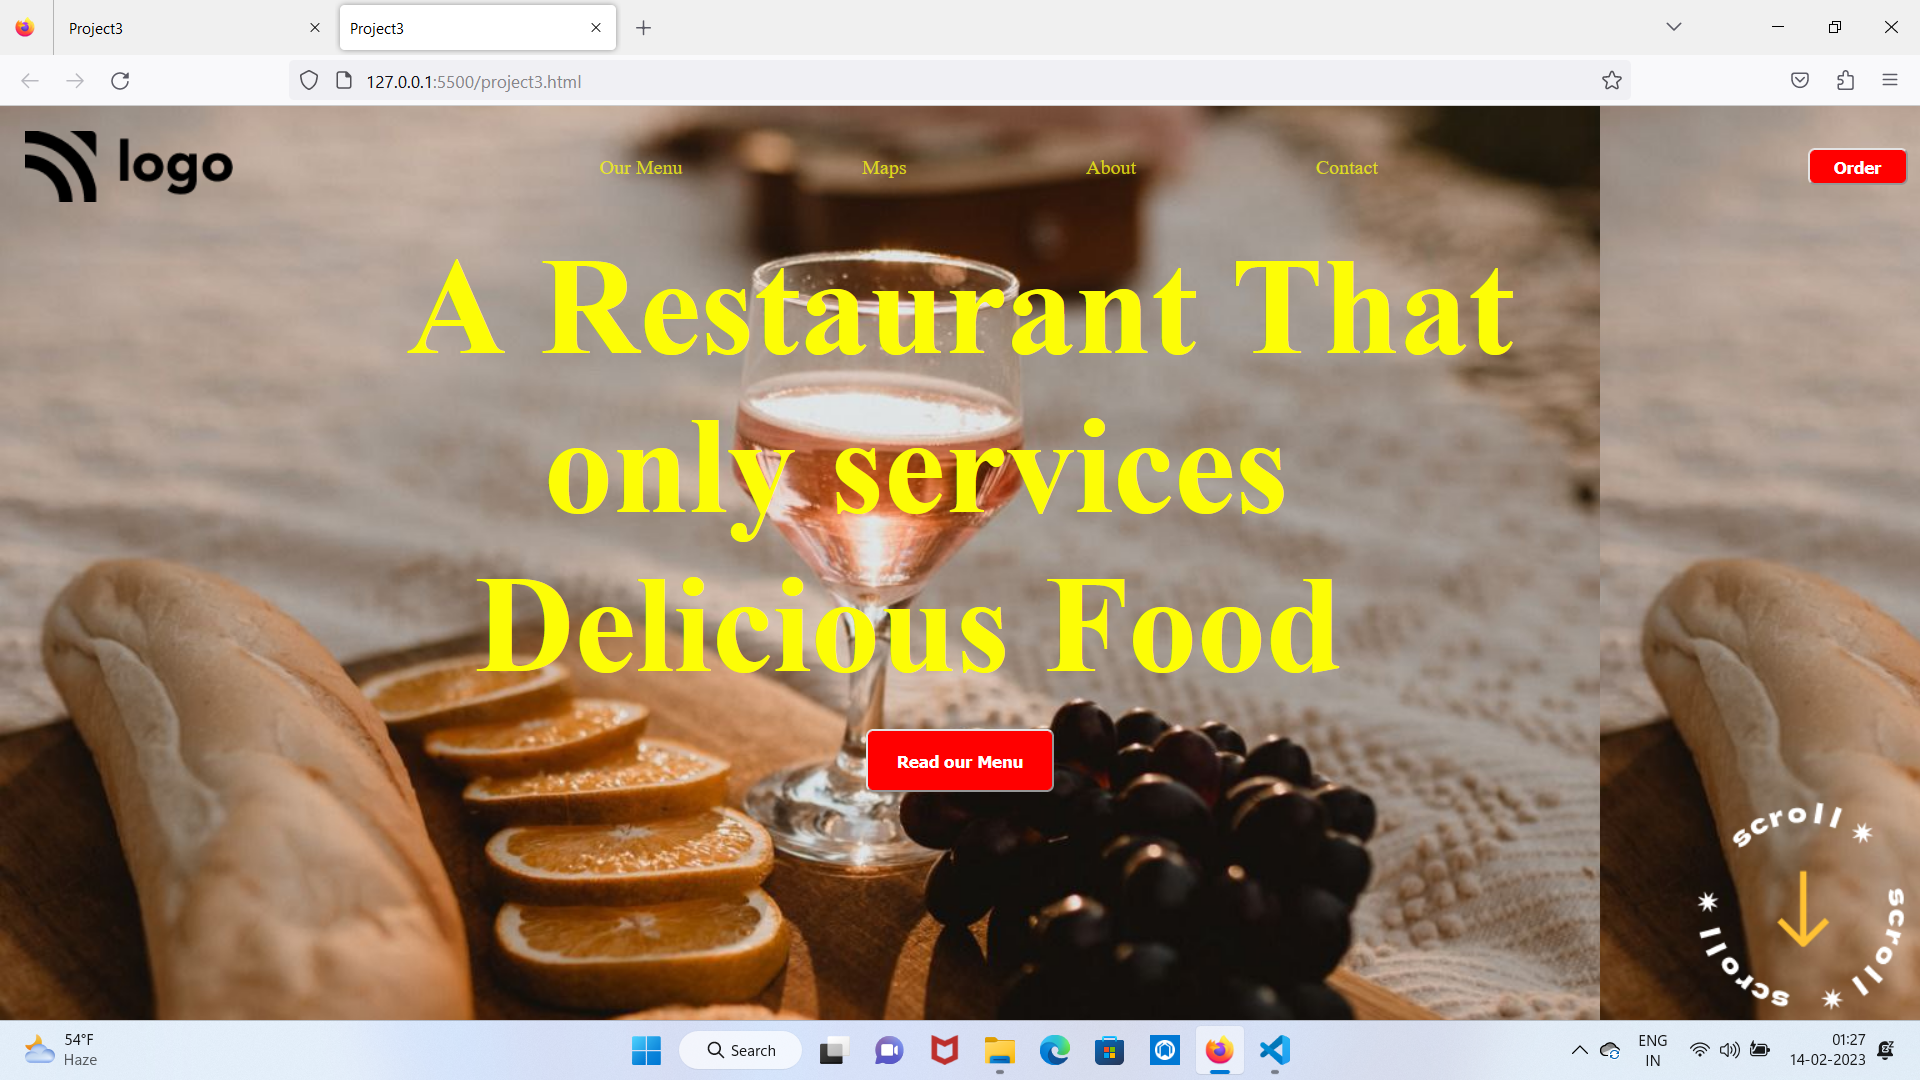 Project3
Project3
127.0.0.1:5500/project3.html
logo
Our Menu
Maps
About
Contact
Order
A Restaurant That
only services
Delicious Food
Read our Menu
scroll
scroll
scroll
54°F
Haze
Search
ENG
IN
01:27
14-02-2023